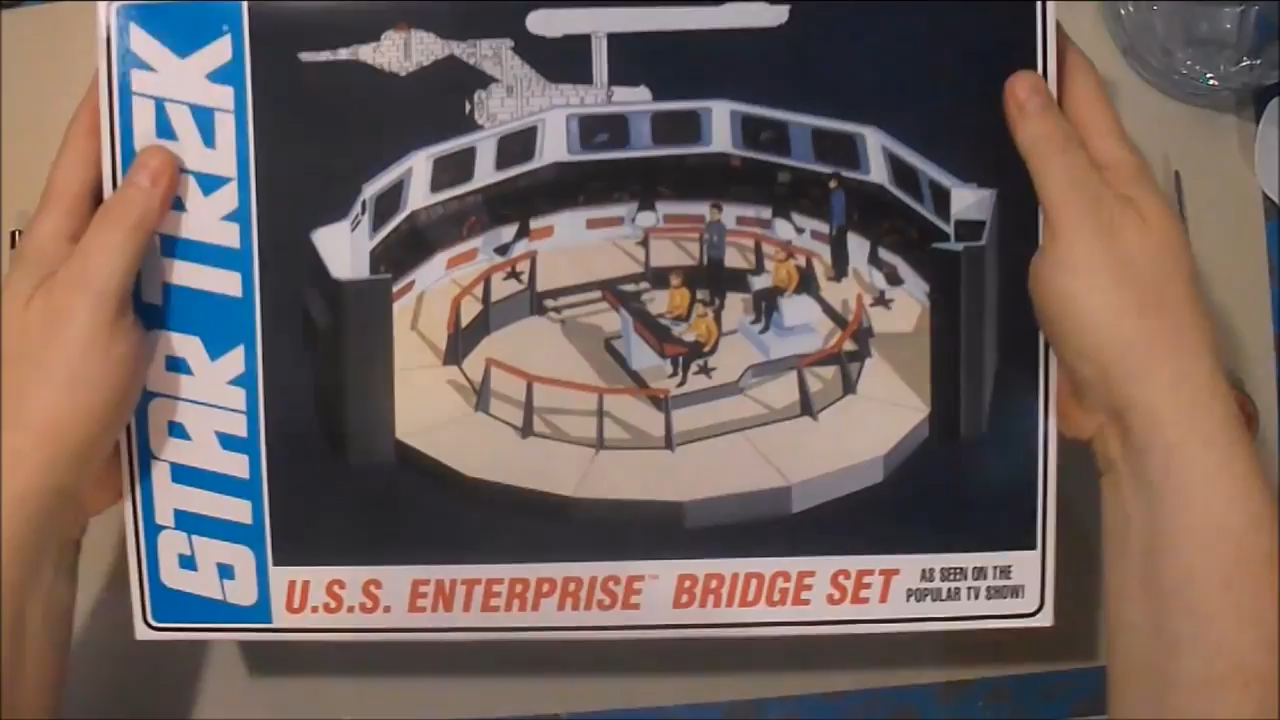 STAR TREK
U.S.S. ENTERPRISE™ BRIDGE SET
AS SEEN ON THE
POPULAR TV SHOW!